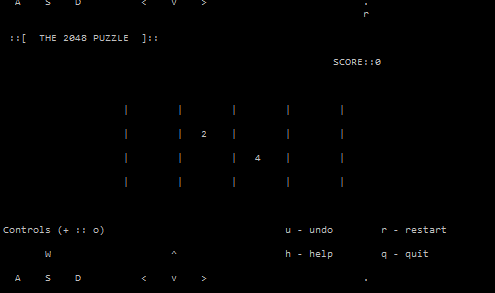 A S D < v > .
r
::[ THE 2048 PUZZLE ]::
SCORE::0
| | | | |
| | 2 | | |
| | | 4 | |
| | | | |
Controls (+ :: o) u - undo r - restart
W ^ h - help q - quit
A S D < v > .